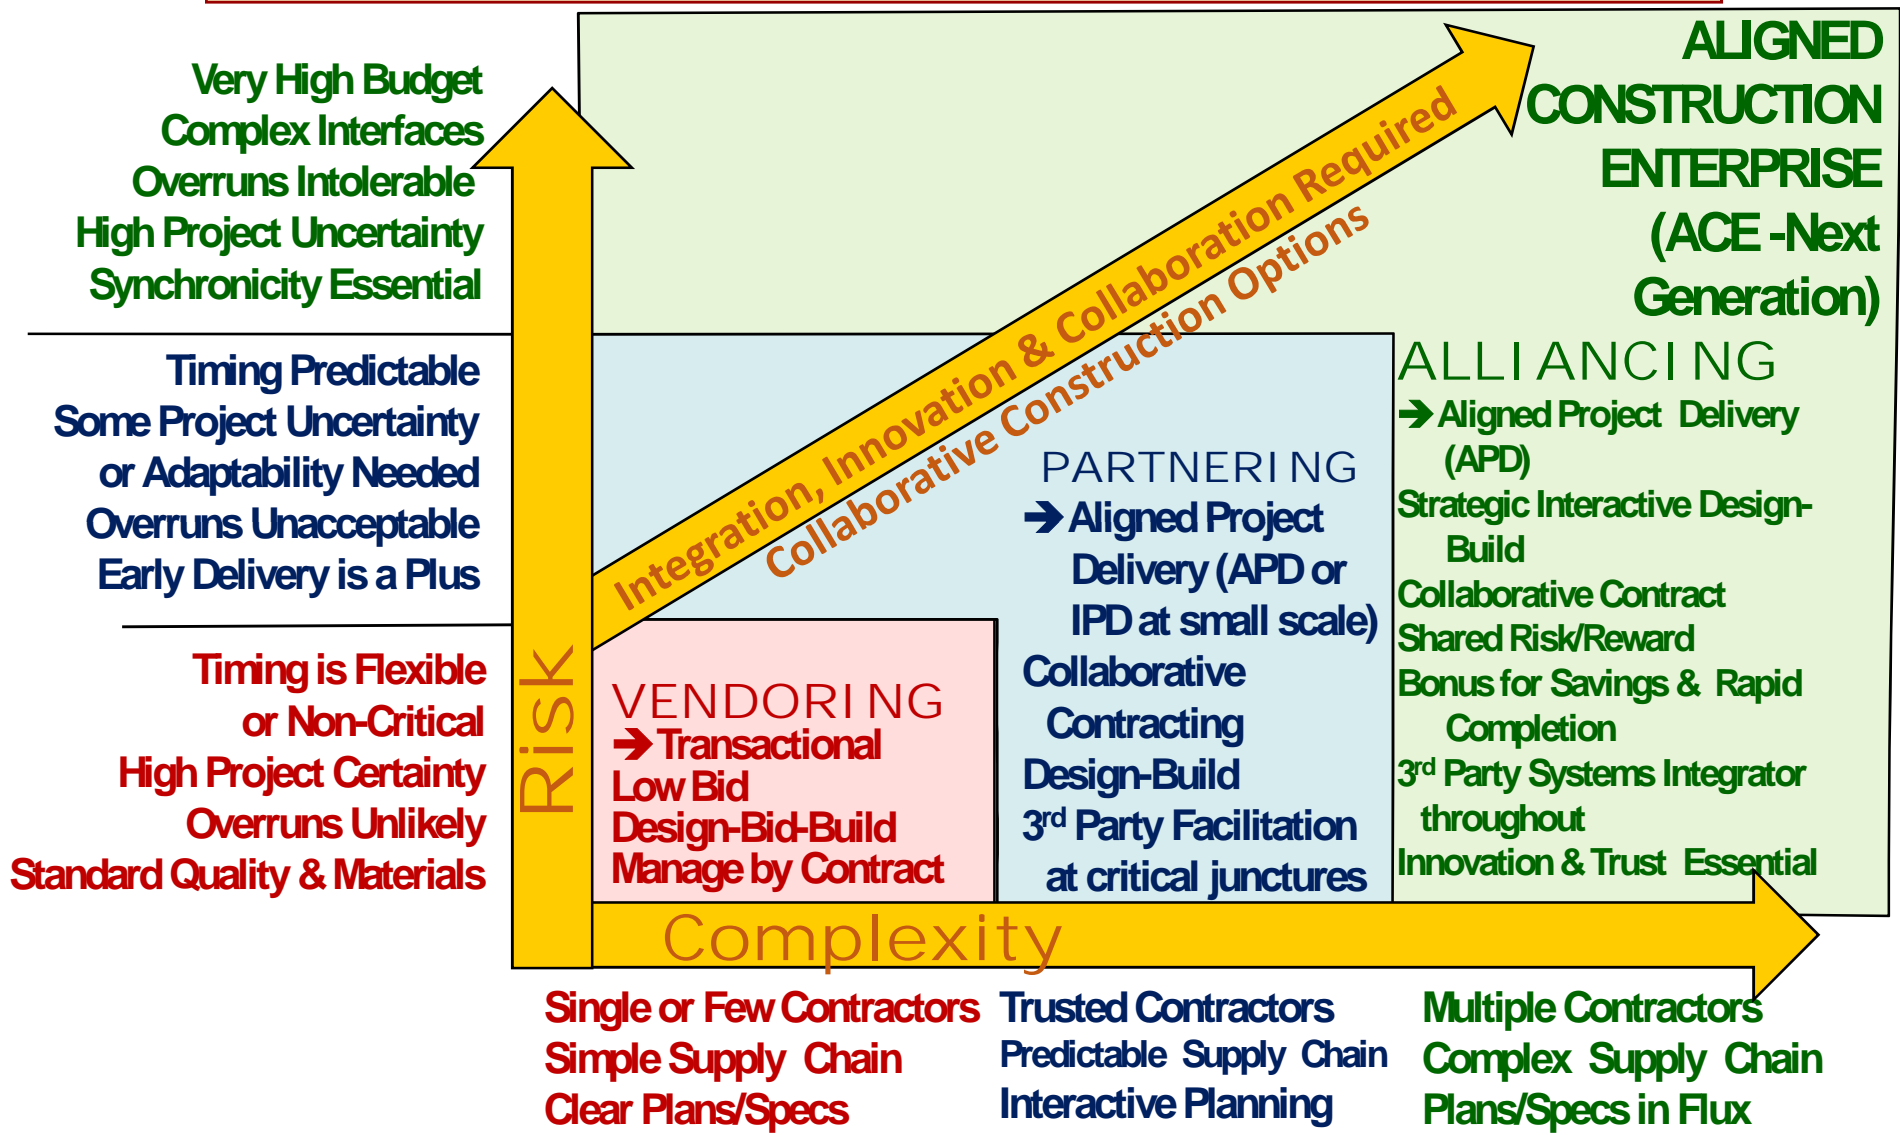 Very High Budget
Complex Interfaces
Overruns Intolerable
High Project Uncertainty
Synchronicity Essential
Timing Predictable
Some Project Uncertainty
or Adaptability Needed
Overruns Unacceptable
Early Delivery is a Plus
Timing is Flexible
or Non-Critical
High Project Certainty
Overruns Unlikely
Standard Quality & Materials
Risk
Integration, Innovation & Collaboration Required
Collaborative Construction Options
ALIGNED
CONSTRUCTION
ENTERPRISE
(ACE -Next
Generation)
VENDORING
➔ Transactional
Low Bid
Design-Bid-Build
Manage by Contract
PARTNERING
➔ Aligned Project
Delivery (APD or
IPD at small scale)
Collaborative
Contracting
Design-Build
3rd Party Facilitation
at critical junctures
ALLIANCING
➔ Aligned Project Delivery
(APD)
Strategic Interactive Design-
Build
Collaborative Contract
Shared Risk/Reward
Bonus for Savings & Rapid
Completion
3rd Party Systems Integrator
throughout
Innovation & Trust Essential
Complexity
Single or Few Contractors
Simple Supply Chain
Clear Plans/Specs
Trusted Contractors
Predictable Supply Chain
Interactive Planning
Multiple Contractors
Complex Supply Chain
Plans/Specs in Flux